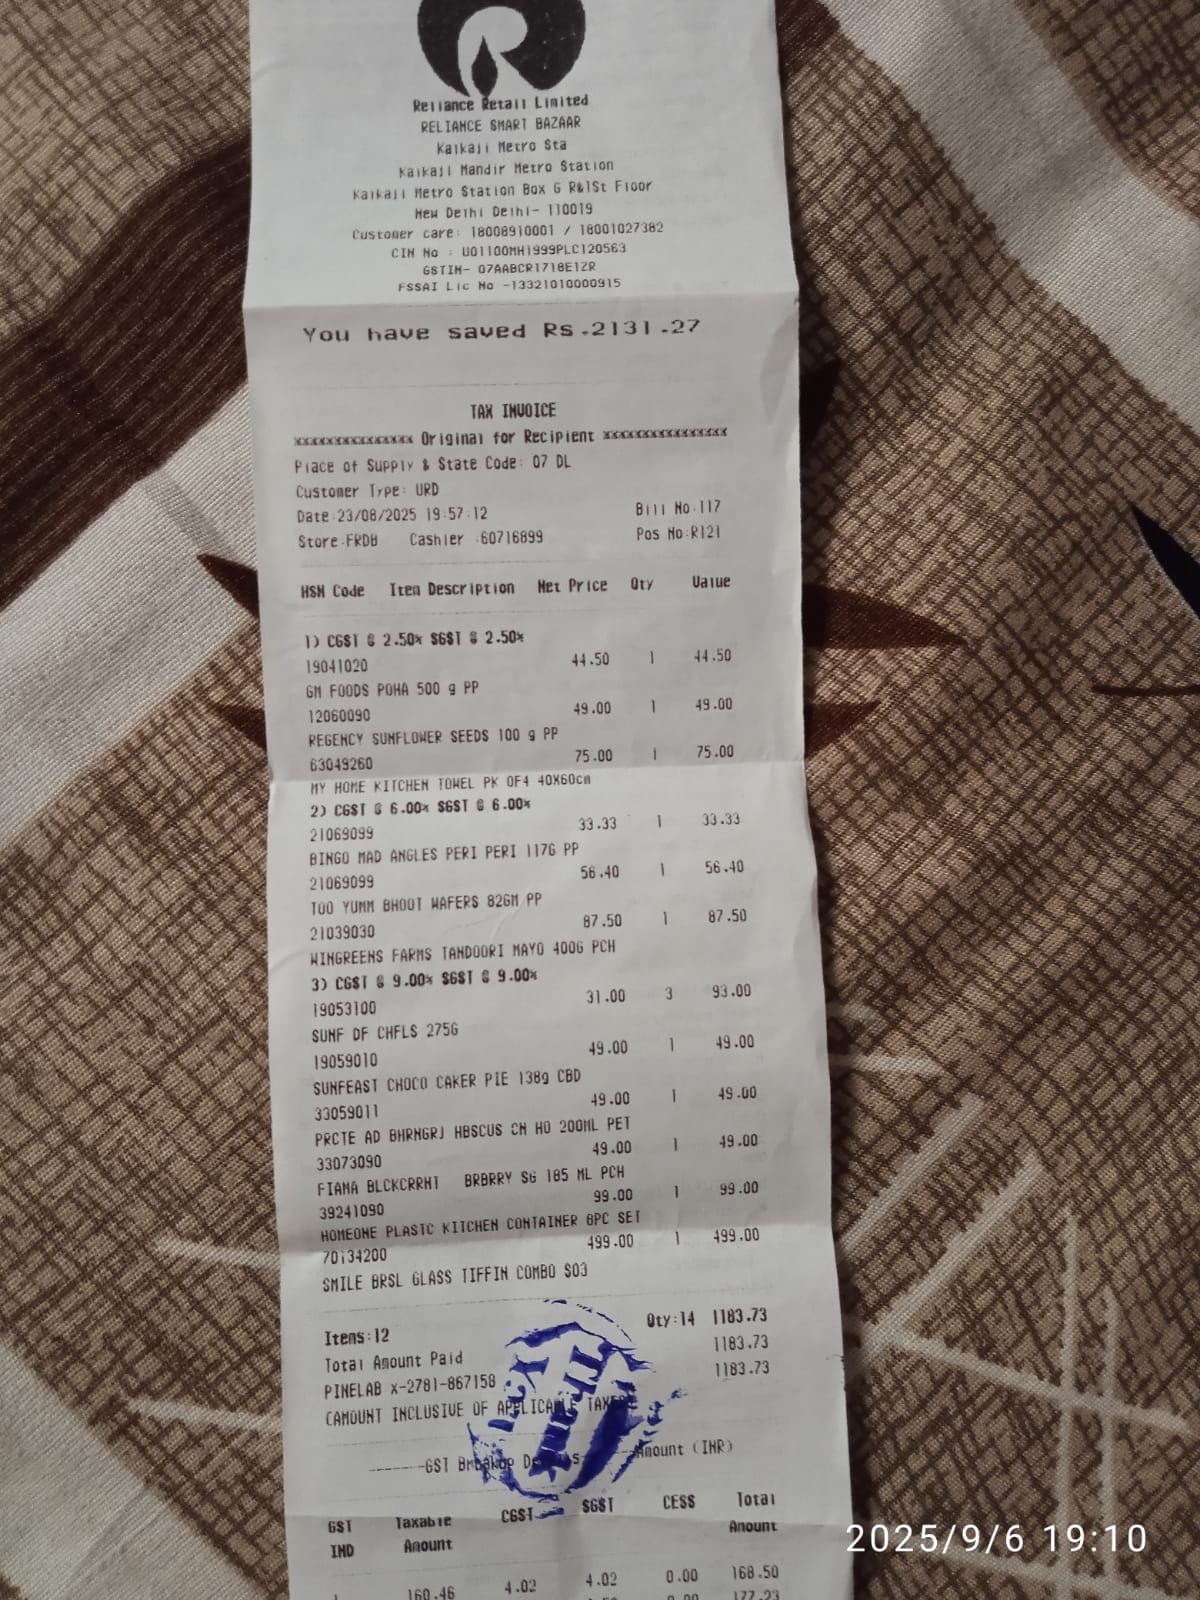 Reliance Retail Limited
RELIANCE SMART BAZAAR
Kalkaji Metro Sta
Kalkaji Mandir Metro Station
Kalkaji Metro Station Box G R&1St Floor
New Delhi Delhi- 110019
Customer care: 18008910001 / 18001027382
CIN No : U01100MH1999PLC120563
GSTIN- 07AABCR1718E1ZR
FSSAI Lic No -13321010000915
You have saved Rs.2131.27
TAX INVOICE
Original for Recipient
Place of Supply & State Code: 07 DL
Customer Type: URD
Date:23/08/2025 19:57:12 Bill No:117
Store:FRDB Cashier :60716899 Pos No:R121
HSN Code Item Description Net Price Qty Value
1) CGST @ 2.50% SGST @ 2.50%
19041020 44.50 1 44.50
GM FOODS POHA 500 g PP
12060090 49.00 1 49.00
REGENCY SUNFLOWER SEEDS 100 g PP
63049260 75.00 1 75.00
MY HOME KITCHEN TOWEL PK OF4 40X60cm
2) CGST @ 6.00% SGST @ 6.00%
21069099 33.33 1 33.33
BINGO MAD ANGLES PERI PERI 117G PP
21069099 56.40 1 56.40
TOO YUMM BHOOT WAFERS 82GM PP
21039030 87.50 1 87.50
WINGREENS FARMS TANDOORI MAYO 400G PCH
3) CGST @ 9.00% SGST @ 9.00%
19053100 31.00 3 93.00
SUNF DF CHFLS 275G
19059010 49.00 1 49.00
SUNFEAST CHOCO CAKER PIE 138g CBD
33059011 49.00 1 49.00
PRCTE AD BHRNGRJ HBSCUS CN HO 200ML PET
33073090 49.00 1 49.00
FIAMA BLCKCRRNT BRBRRY SG 185 ML PCH
39241090 99.00 1 99.00
HOMEONE PLASTC KITCHEN CONTAINER 8PC SET
70134200 499.00 1 499.00
SMILE BRSL GLASS TIFFIN COMBO S03
Items:12 Qty:14 1183.73
Total Amount Paid 1183.73
PINELAB x-2781-867158 1183.73
(AMOUNT INCLUSIVE OF APPLICABLE TAXES
Thank You
GST Breakup Details Amount (INR)
GST Taxable CGST SGST CESS Total
IND Amount Amount
1 160.46 4.02 4.02 0.00 168.50
177.23
2025/9/6 19:10